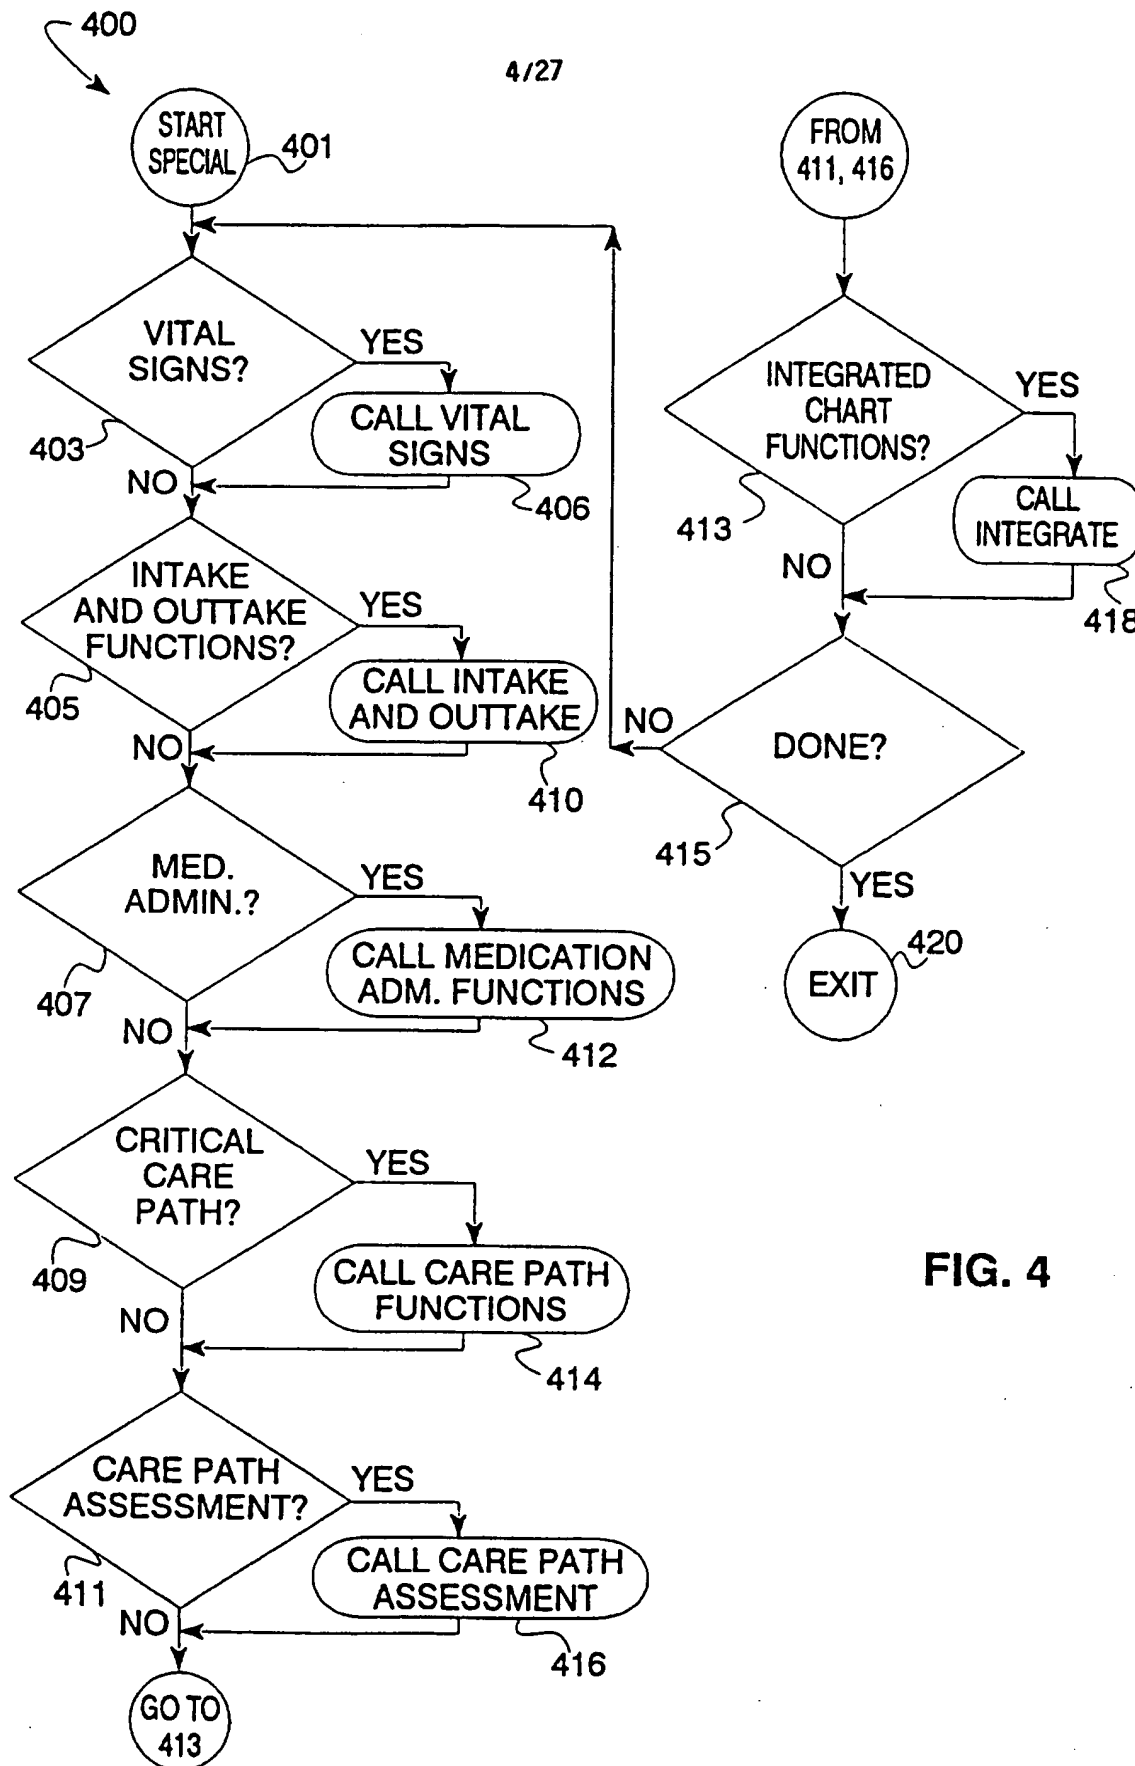 400
4/27
START
SPECIAL
401
VITAL
SIGNS?
YES
403
CALL VITAL
SIGNS
NO
406
INTAKE
AND OUTTAKE
FUNCTIONS?
YES
405
CALL INTAKE
AND OUTTAKE
NO
410
MED.
ADMIN.?
YES
407
CALL MEDICATION
ADM. FUNCTIONS
NO
412
CRITICAL
CARE
PATH?
YES
409
CALL CARE PATH
FUNCTIONS
NO
414
CARE PATH
ASSESSMENT?
YES
411
CALL CARE PATH
ASSESSMENT
NO
416
GO TO
413
FROM
411, 416
INTEGRATED
CHART
FUNCTIONS?
YES
413
CALL
INTEGRATE
NO
418
DONE?
NO
415
YES
EXIT
420
FIG. 4